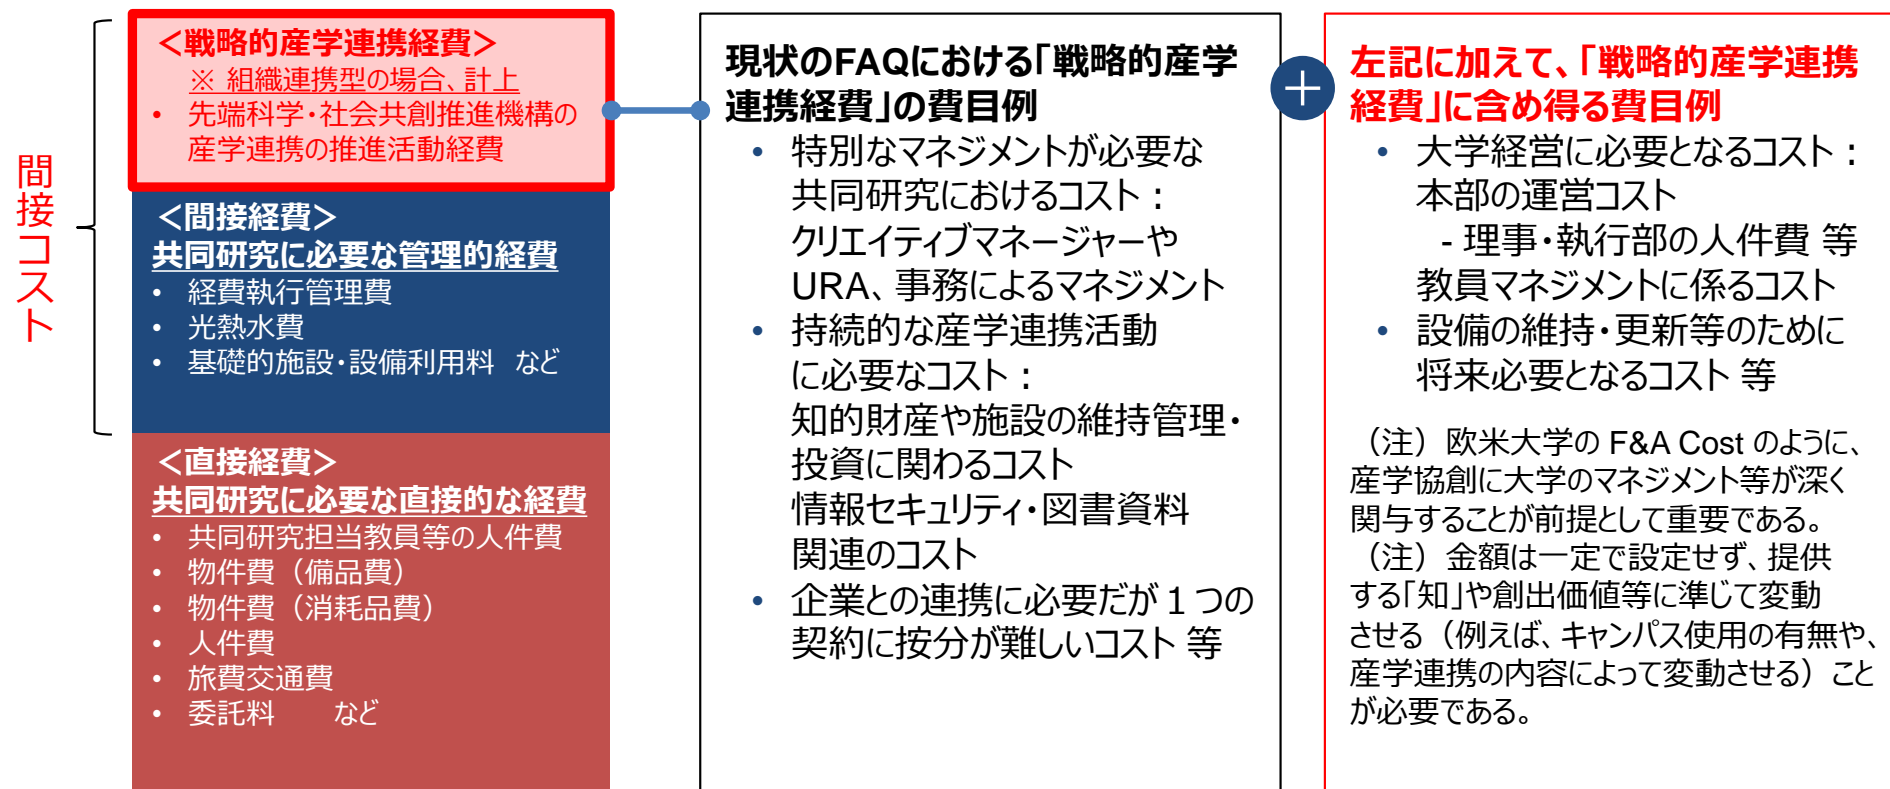 間接コスト
＜戦略的産学連携経費＞
※ 組織連携型の場合、計上
• 先端科学・社会共創推進機構の
産学連携の推進活動経費
＜間接経費＞
共同研究に必要な管理的経費
• 経費執行管理費
• 光熱水費
• 基礎的施設・設備利用料　など
＜直接経費＞
共同研究に必要な直接的な経費
• 共同研究担当教員等の人件費
• 物件費（備品費）
• 物件費（消耗品費）
• 人件費
• 旅費交通費
• 委託料　　など
現状のFAQにおける「戦略的産学
連携経費」の費目例
• 特別なマネジメントが必要な
共同研究におけるコスト：
クリエイティブマネージャーや
URA、事務によるマネジメント
• 持続的な産学連携活動
に必要なコスト：
知的財産や施設の維持管理・
投資に関わるコスト
情報セキュリティ・図書資料
関連のコスト
• 企業との連携に必要だが１つの
契約に按分が難しいコスト 等
＋
左記に加えて、「戦略的産学連携
経費」に含め得る費目例
• 大学経営に必要となるコスト：
本部の運営コスト
- 理事・執行部の人件費 等
教員マネジメントに係るコスト
• 設備の維持・更新等のために
将来必要となるコスト 等
（注）欧米大学の F&A Cost のように、
産学協創に大学のマネジメント等が深く
関与することが前提として重要である。
（注）金額は一定で設定せず、提供
する「知」や創出価値等に準じて変動
させる（例えば、キャンパス使用の有無や、
産学連携の内容によって変動させる）こと
が必要である。